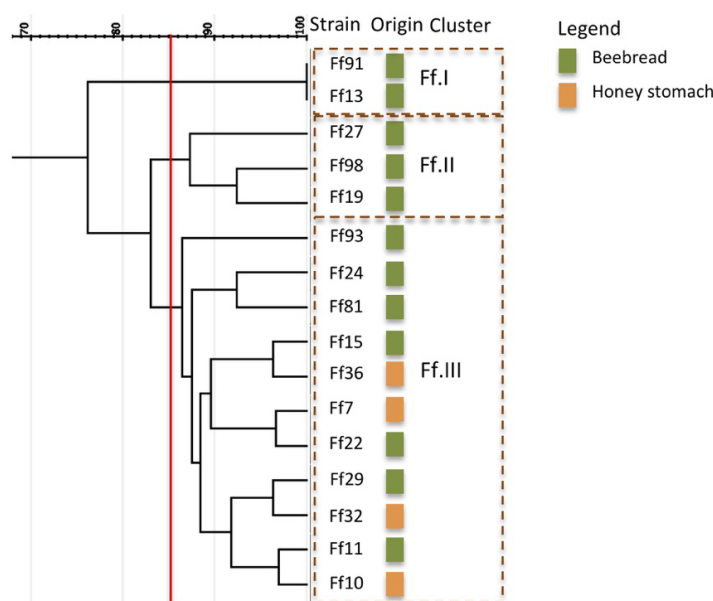 70 80 90 100 Strain Origin Cluster
Legend
Beebread
Honey stomach
Ff91
Ff.I
Ff13
Ff27
Ff98
Ff.II
Ff19
Ff93
Ff24
Ff81
Ff15
Ff36
Ff.III
Ff7
Ff22
Ff29
Ff32
Ff11
Ff10